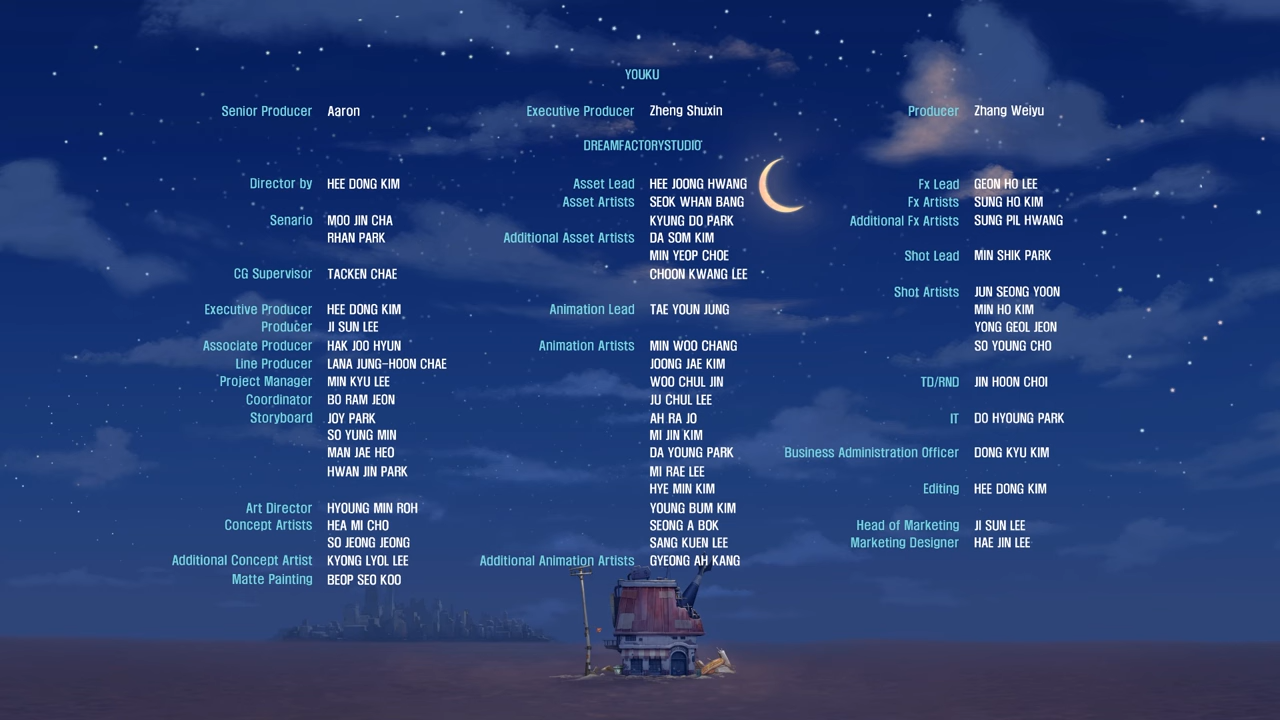 YOUKU
Senior Producer Aaron
Executive Producer Zheng Shuxin
Producer Zhang Weiyu
DREAMFACTORYSTUDIO
Director by HEE DONG KIM
Senario MOO JIN CHA
RHAN PARK
CG Supervisor TACKEN CHAE
Executive Producer HEE DONG KIM
Producer JI SUN LEE
Associate Producer HAK JOO HYUN
Line Producer LANA JUNG-HOON CHAE
Project Manager MIN KYU LEE
Coordinator BO RAM JEON
Storyboard JOY PARK
SO YUNG MIN
MAN JAE HEO
HWAN JIN PARK
Art Director HYOUNG MIN ROH
Concept Artists HEA MI CHO
SO JEONG JEONG
Additional Concept Artist KYONG LYOL LEE
Matte Painting BEOP SEO KOO
Asset Lead HEE JOONG HWANG
Asset Artists SEOK WHAN BANG
KYUNG DO PARK
Additional Asset Artists DA SOM KIM
MIN YEOP CHOE
CHOON KWANG LEE
Animation Lead TAE YOUN JUNG
Animation Artists MIN WOO CHANG
JOONG JAE KIM
WOO CHUL JIN
JU CHUL LEE
AH RA JO
MI JIN KIM
DA YOUNG PARK
MI RAE LEE
HYE MIN KIM
YOUNG BUM KIM
SEONG A BOK
SANG KUEN LEE
Additional Animation Artists GYEONG AH KANG
Fx Lead GEON HO LEE
Fx Artists SUNG HO KIM
Additional Fx Artists SUNG PIL HWANG
Shot Lead MIN SHIK PARK
Shot Artists JUN SEONG YOON
MIN HO KIM
YONG GEOL JEON
SO YOUNG CHO
TD/RND JIN HOON CHOI
IT DO HYOUNG PARK
Business Administration Officer DONG KYU KIM
Editing HEE DONG KIM
Head of Marketing JI SUN LEE
Marketing Designer HAE JIN LEE